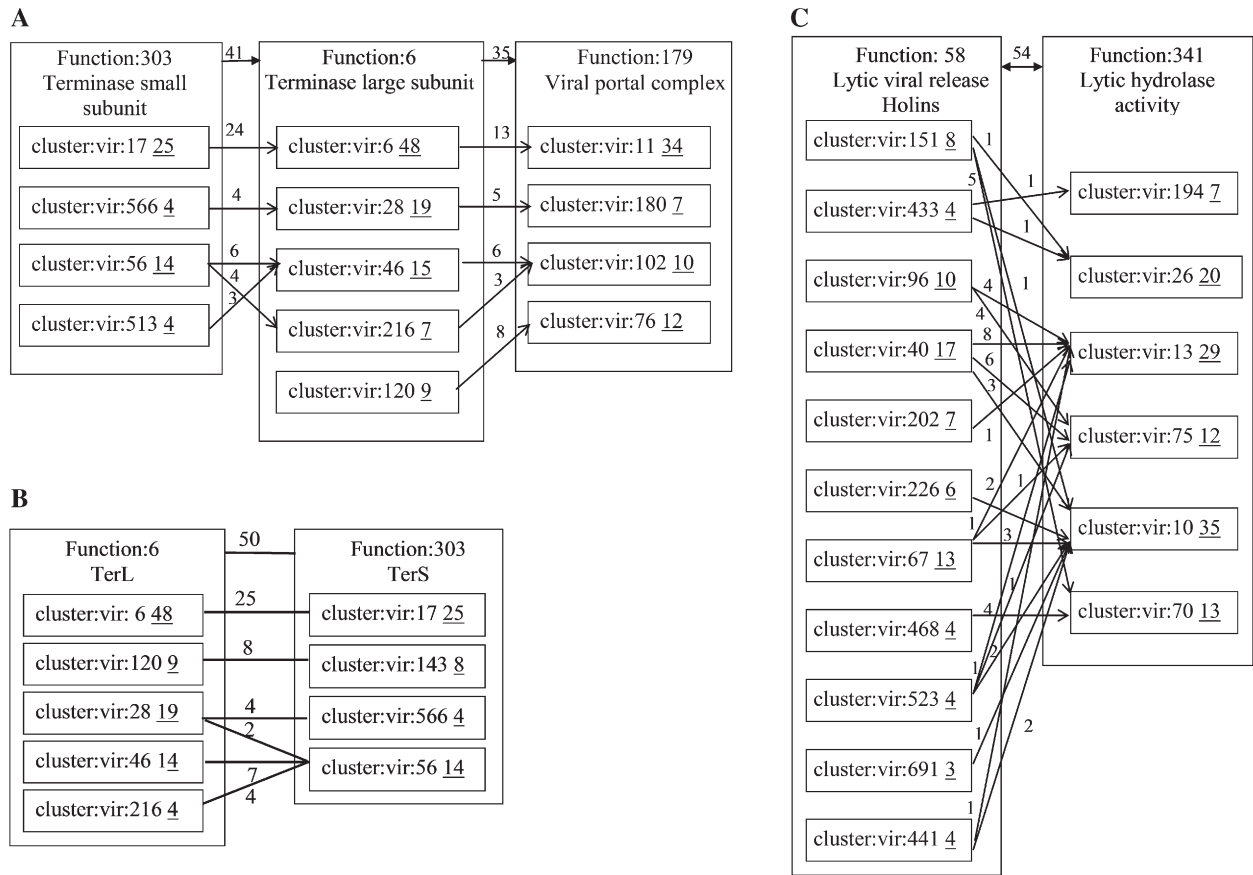 A
Function:303
Terminase small
subunit
cluster:vir:17 25
cluster:vir:566 4
cluster:vir:56 14
cluster:vir:513 4
41
24
4
6
4
3
Function:6
Terminase large subunit
cluster:vir:6 48
cluster:vir:28 19
cluster:vir:46 15
cluster:vir:216 7
cluster:vir:120 9
35
13
5
6
3
8
Function:179
Viral portal complex
cluster:vir:11 34
cluster:vir:180 7
cluster:vir:102 10
cluster:vir:76 12
B
Function:6
TerL
cluster:vir: 6 48
cluster:vir:120 9
cluster:vir:28 19
cluster:vir:46 14
cluster:vir:216 4
50
25
8
4
2
7
4
Function:303
TerS
cluster:vir:17 25
cluster:vir:143 8
cluster:vir:566 4
cluster:vir:56 14
C
Function: 58
Lytic viral release
Holins
cluster:vir:151 8
cluster:vir:433 4
cluster:vir:96 10
cluster:vir:40 17
cluster:vir:202 7
cluster:vir:226 6
cluster:vir:67 13
cluster:vir:468 4
cluster:vir:523 4
cluster:vir:691 3
cluster:vir:441 4
54
1
5
1
1
1
4
4
8
6
3
1
2
1
1
3
1
4
2
1
1
2
1
Function:341
Lytic hydrolase
activity
cluster:vir:194 7
cluster:vir:26 20
cluster:vir:13 29
cluster:vir:75 12
cluster:vir:10 35
cluster:vir:70 13